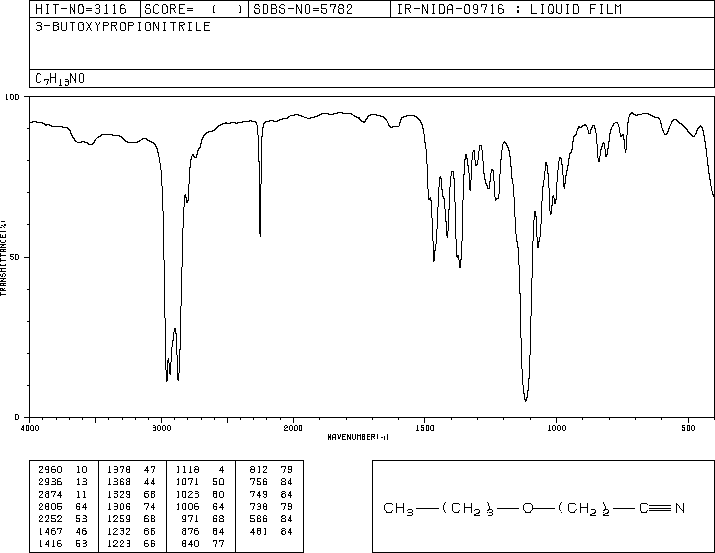 HIT-NO=3116 SCORE= ( ) SDBS-NO=5782 IR-NIDA-09716 : LIQUID FILM
3-BUTOXYPROPIONITRILE
C7H13NO
100
50
0
TRANSMITTANCE(%)
4000 3000 2000 1500 1000 500
WAVENUMBER(-1)
2960 10 1378 47 1118 4 812 79
2936 13 1368 44 1071 50 756 84
2874 11 1329 68 1023 60 749 84
2805 64 1306 74 1006 64 738 79
2252 53 1259 68 971 68 586 84
1467 46 1232 66 876 84 481 84
1416 53 1223 66 840 77
CH3—(CH2)3—O—(CH2)2—C≡N